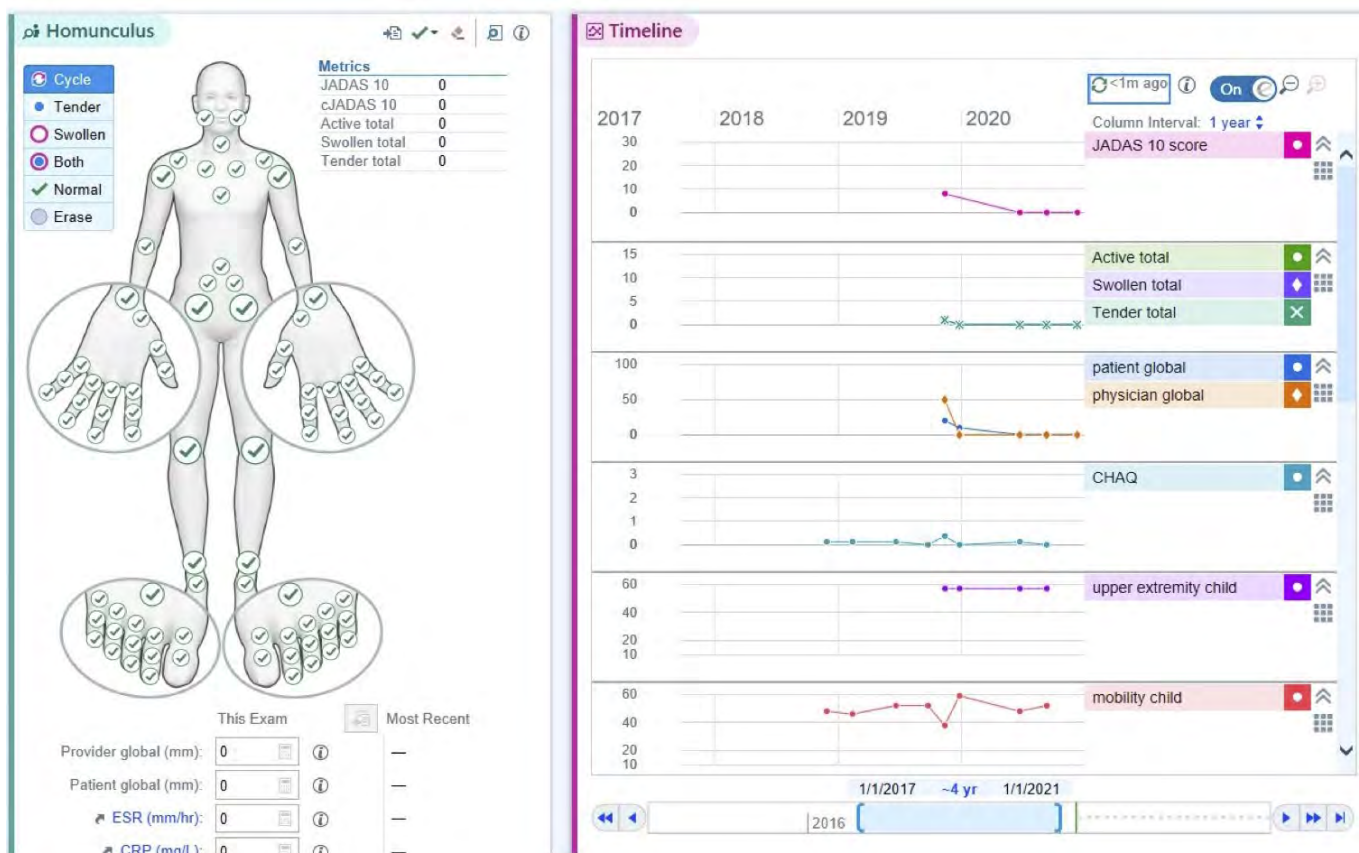 Homunculus
Cycle
Tender
Swollen
Both
Normal
Erase
Metrics
JADAS 10 0
cJADAS 10 0
Active total 0
Swollen total 0
Tender total 0
This Exam Most Recent
Provider global (mm): 0 —
Patient global (mm): 0 —
ESR (mm/hr): 0 —
CRP (mg/L): 0 —
Timeline
<1m ago On
2017 2018 2019 2020
Column Interval: 1 year
30
20
10
0
JADAS 10 score
15
10
5
0
Active total
Swollen total
Tender total
100
50
0
patient global
physician global
3
2
1
0
CHAQ
60
40
20
10
upper extremity child
60
40
20
10
mobility child
1/1/2017 ~4 yr 1/1/2021
2016